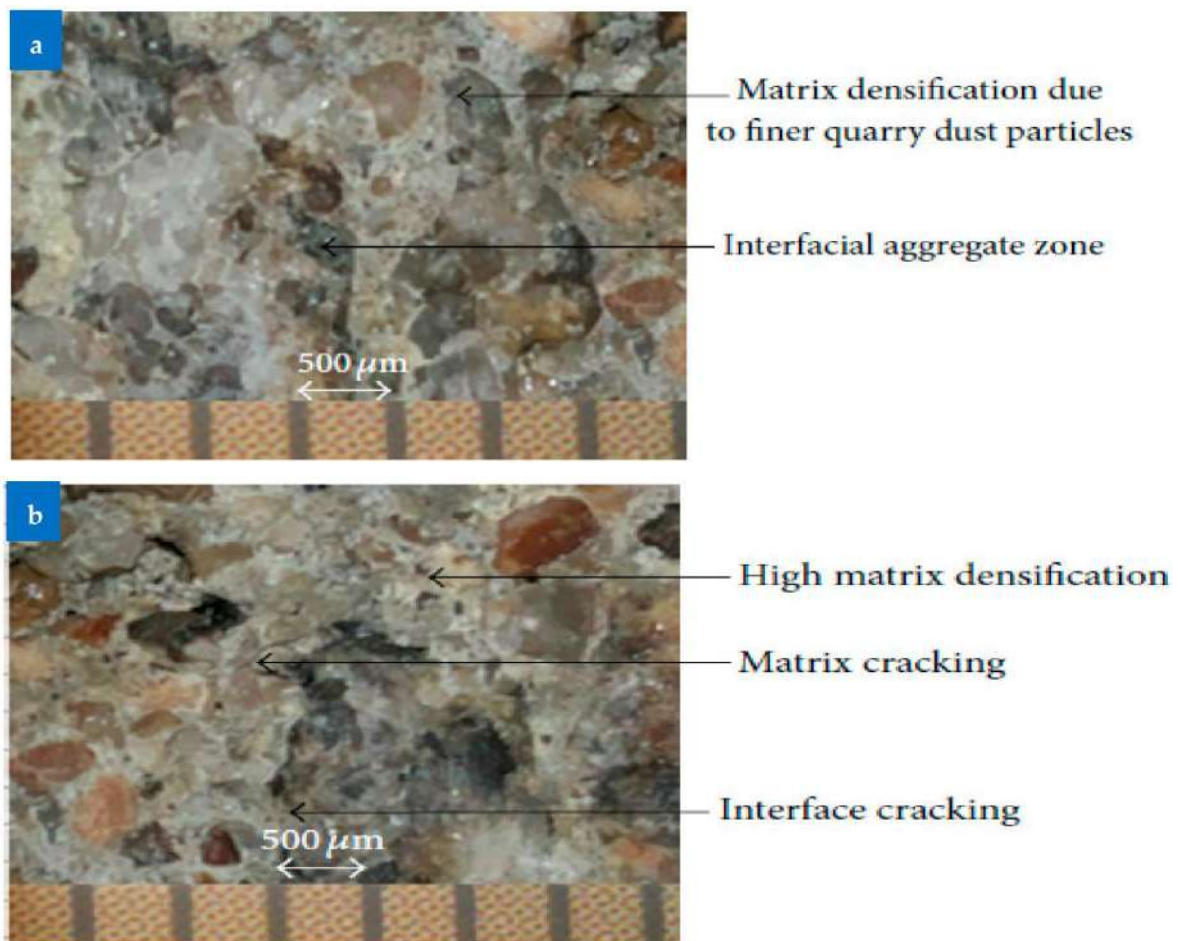 a
Matrix densification due
to finer quarry dust particles
Interfacial aggregate zone
500 μm
b
High matrix densification
Matrix cracking
Interface cracking
500 μm